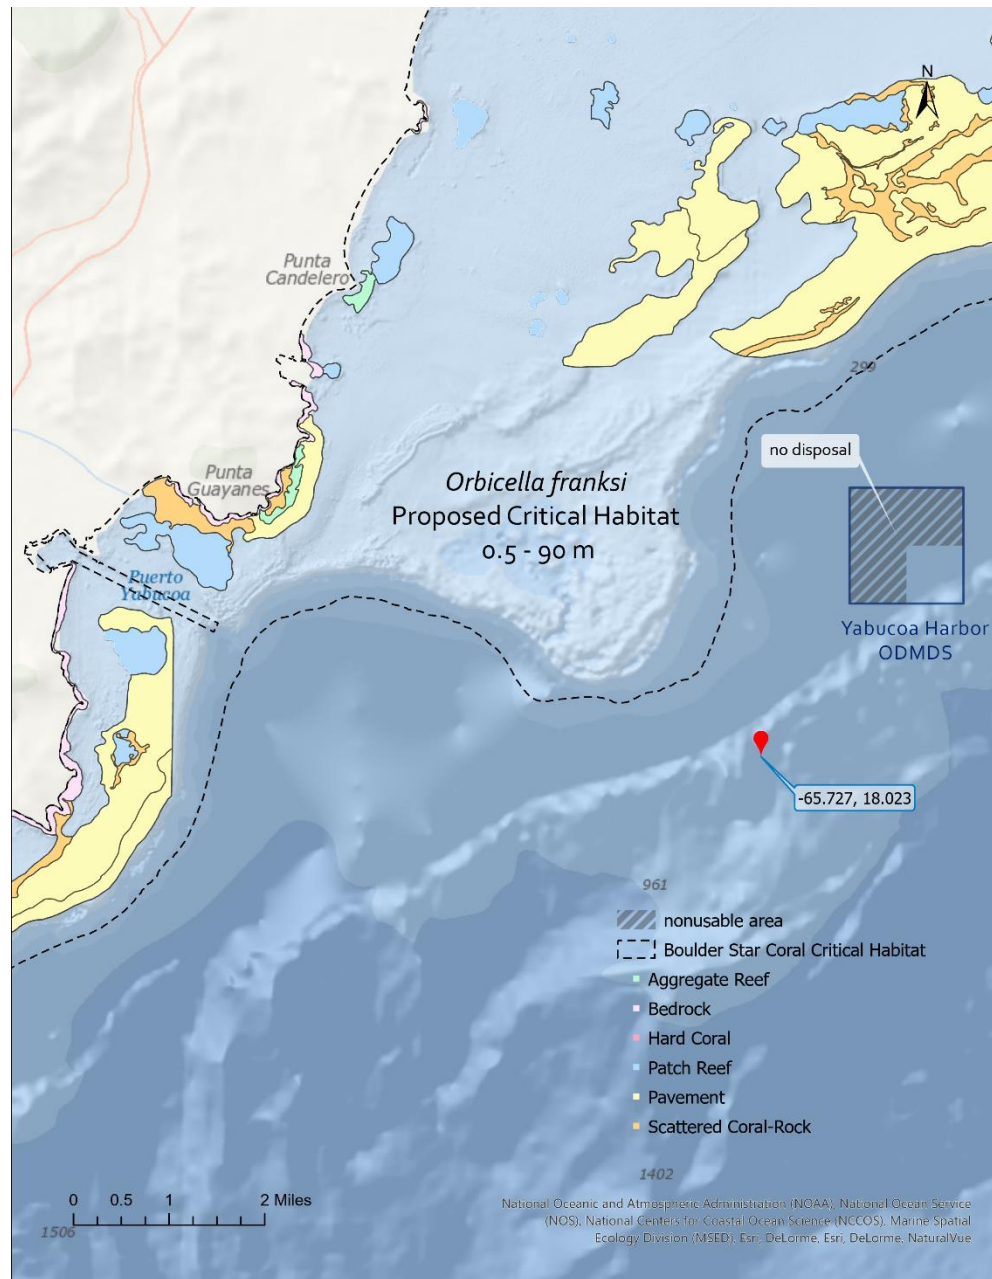 N
Punta
Candelero
299
no disposal
Punta
Guayanes
Orbicella franksi
Proposed Critical Habitat
0.5 - 90 m
Puerto
Yabucoa
Yabucoa Harbor
ODMDS
-65.727, 18.023
961
nonusable area
Boulder Star Coral Critical Habitat
Aggregate Reef
Bedrock
Hard Coral
Patch Reef
Pavement
Scattered Coral-Rock
1402
0 0.5 1 2 Miles
1506
National Oceanic and Atmospheric Administration (NOAA), National Ocean Service
(NOS), National Centers for Coastal Ocean Science (NCCOS), Marine Spatial
Ecology Division (MSED), Esri, DeLorme, Esri, DeLorme, NaturalVue